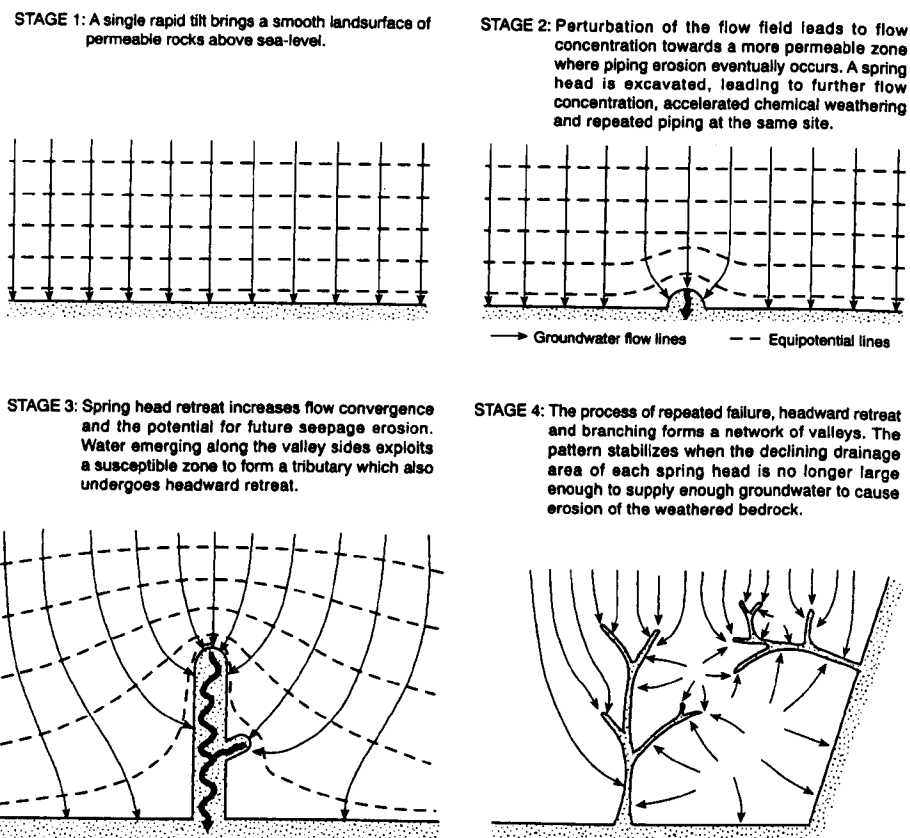 STAGE 1: A single rapid tilt brings a smooth landsurface of
permeable rocks above sea-level.
STAGE 2: Perturbation of the flow field leads to flow
concentration towards a more permeable zone
where piping erosion eventually occurs. A spring
head is excavated, leading to further flow
concentration, accelerated chemical weathering
and repeated piping at the same site.
Groundwater flow lines
Equipotential lines
STAGE 3: Spring head retreat increases flow convergence
and the potential for future seepage erosion.
Water emerging along the valley sides exploits
a susceptible zone to form a tributary which also
undergoes headward retreat.
STAGE 4: The process of repeated failure, headward retreat
and branching forms a network of valleys. The
pattern stabilizes when the declining drainage
area of each spring head is no longer large
enough to supply enough groundwater to cause
erosion of the weathered bedrock.